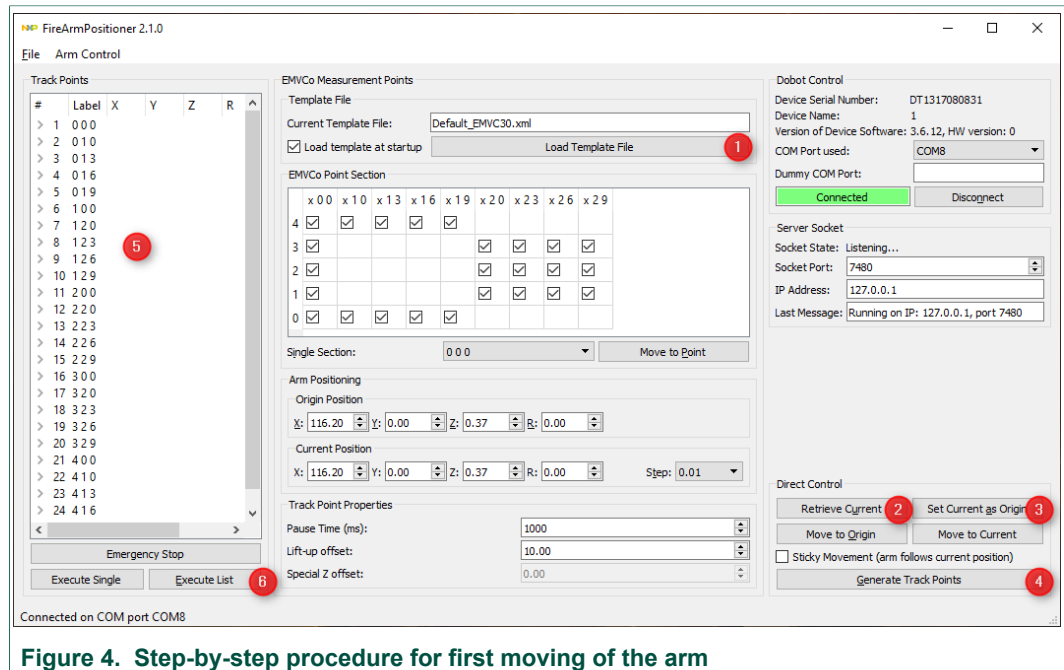 NXP FireArmPositioner 2.1.0
File Arm Control
Track Points
# Label X Y Z R
> 1 0 0 0
> 2 0 1 0
> 3 0 1 3
> 4 0 1 6
> 5 0 1 9
> 6 1 0 0
> 7 1 2 0
> 8 1 2 3
> 9 1 2 6
> 10 1 2 9
> 11 2 0 0
> 12 2 2 0
> 13 2 2 3
> 14 2 2 6
> 15 2 2 9
> 16 3 0 0
> 17 3 2 0
> 18 3 2 3
> 19 3 2 6
> 20 3 2 9
> 21 4 0 0
> 22 4 1 0
> 23 4 1 3
> 24 4 1 6
5
Emergency Stop
Execute Single Execute List 6
EMVCo Measurement Points
Template File
Current Template File: Default_EMVC30.xml
Load template at startup Load Template File 1
EMVCo Point Section
x 0 0 x 1 0 x 1 3 x 1 6 x 1 9 x 2 0 x 2 3 x 2 6 x 2 9
4
3
2
1
0
Single Section: 0 0 0 Move to Point
Arm Positioning
Origin Position
X: 116.20 Y: 0.00 Z: 0.37 R: 0.00
Current Position
X: 116.20 Y: 0.00 Z: 0.37 R: 0.00 Step: 0.01
Track Point Properties
Pause Time (ms): 1000
Lift-up offset: 10.00
Special Z offset: 0.00
Dobot Control
Device Serial Number: DT1317080831
Device Name: 1
Version of Device Software: 3.6.12, HW version: 0
COM Port used: COM8
Dummy COM Port:
Connected Disconnect
Server Socket
Socket State: Listening...
Socket Port: 7480
IP Address: 127.0.0.1
Last Message: Running on IP: 127.0.0.1, port 7480
Direct Control
Retrieve Current 2 Set Current as Origin 3
Move to Origin Move to Current
Sticky Movement (arm follows current position)
Generate Track Points 4
Connected on COM port COM8
Figure 4. Step-by-step procedure for first moving of the arm